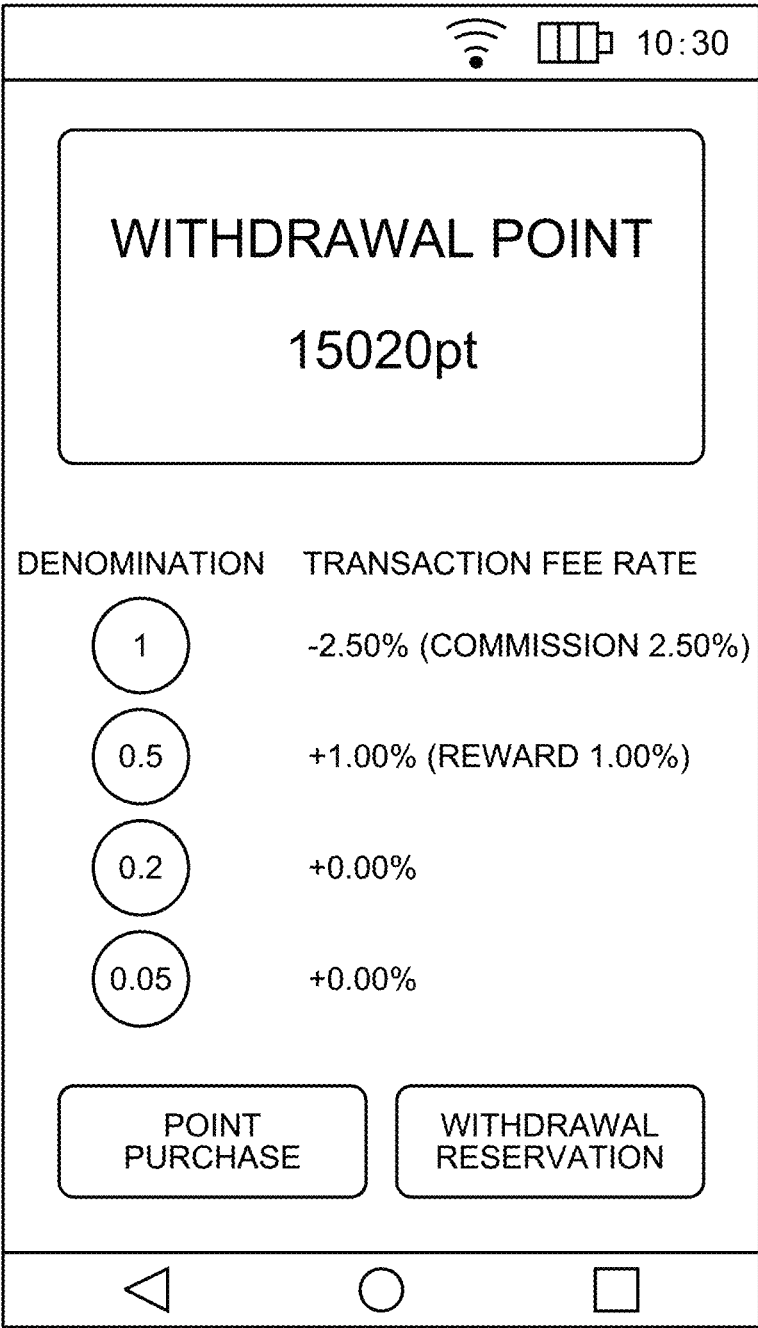 10:30
WITHDRAWAL POINT
15020pt
DENOMINATION TRANSACTION FEE RATE
1 -2.50% (COMMISSION 2.50%)
0.5 +1.00% (REWARD 1.00%)
0.2 +0.00%
0.05 +0.00%
POINT
PURCHASE
WITHDRAWAL
RESERVATION